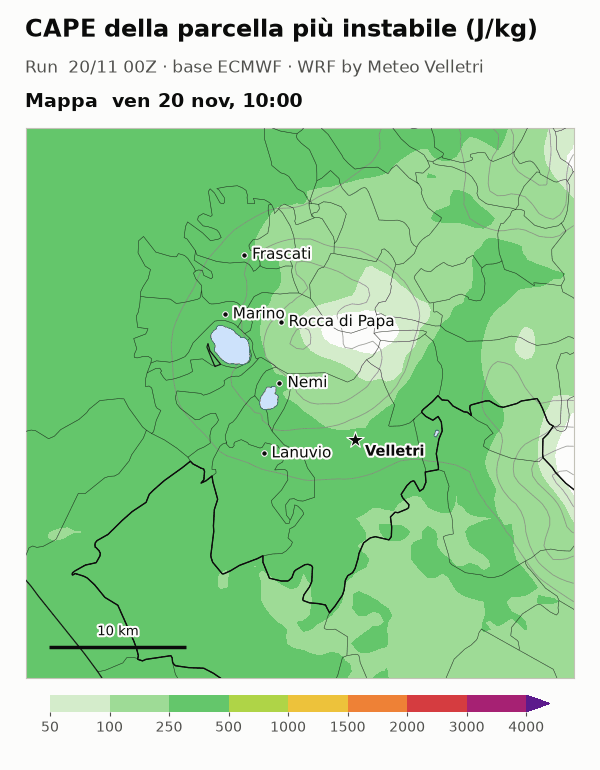 CAPE della parcella più instabile (J/kg)
Run  20/11 00Z · base ECMWF · WRF by Meteo Velletri
Mappa  ven 20 nov, 10:00
Frascati
Marino
Rocca di Papa
Nemi
Velletri
Lanuvio
10 km
50 100 250 500 1000 1500 2000 3000 4000